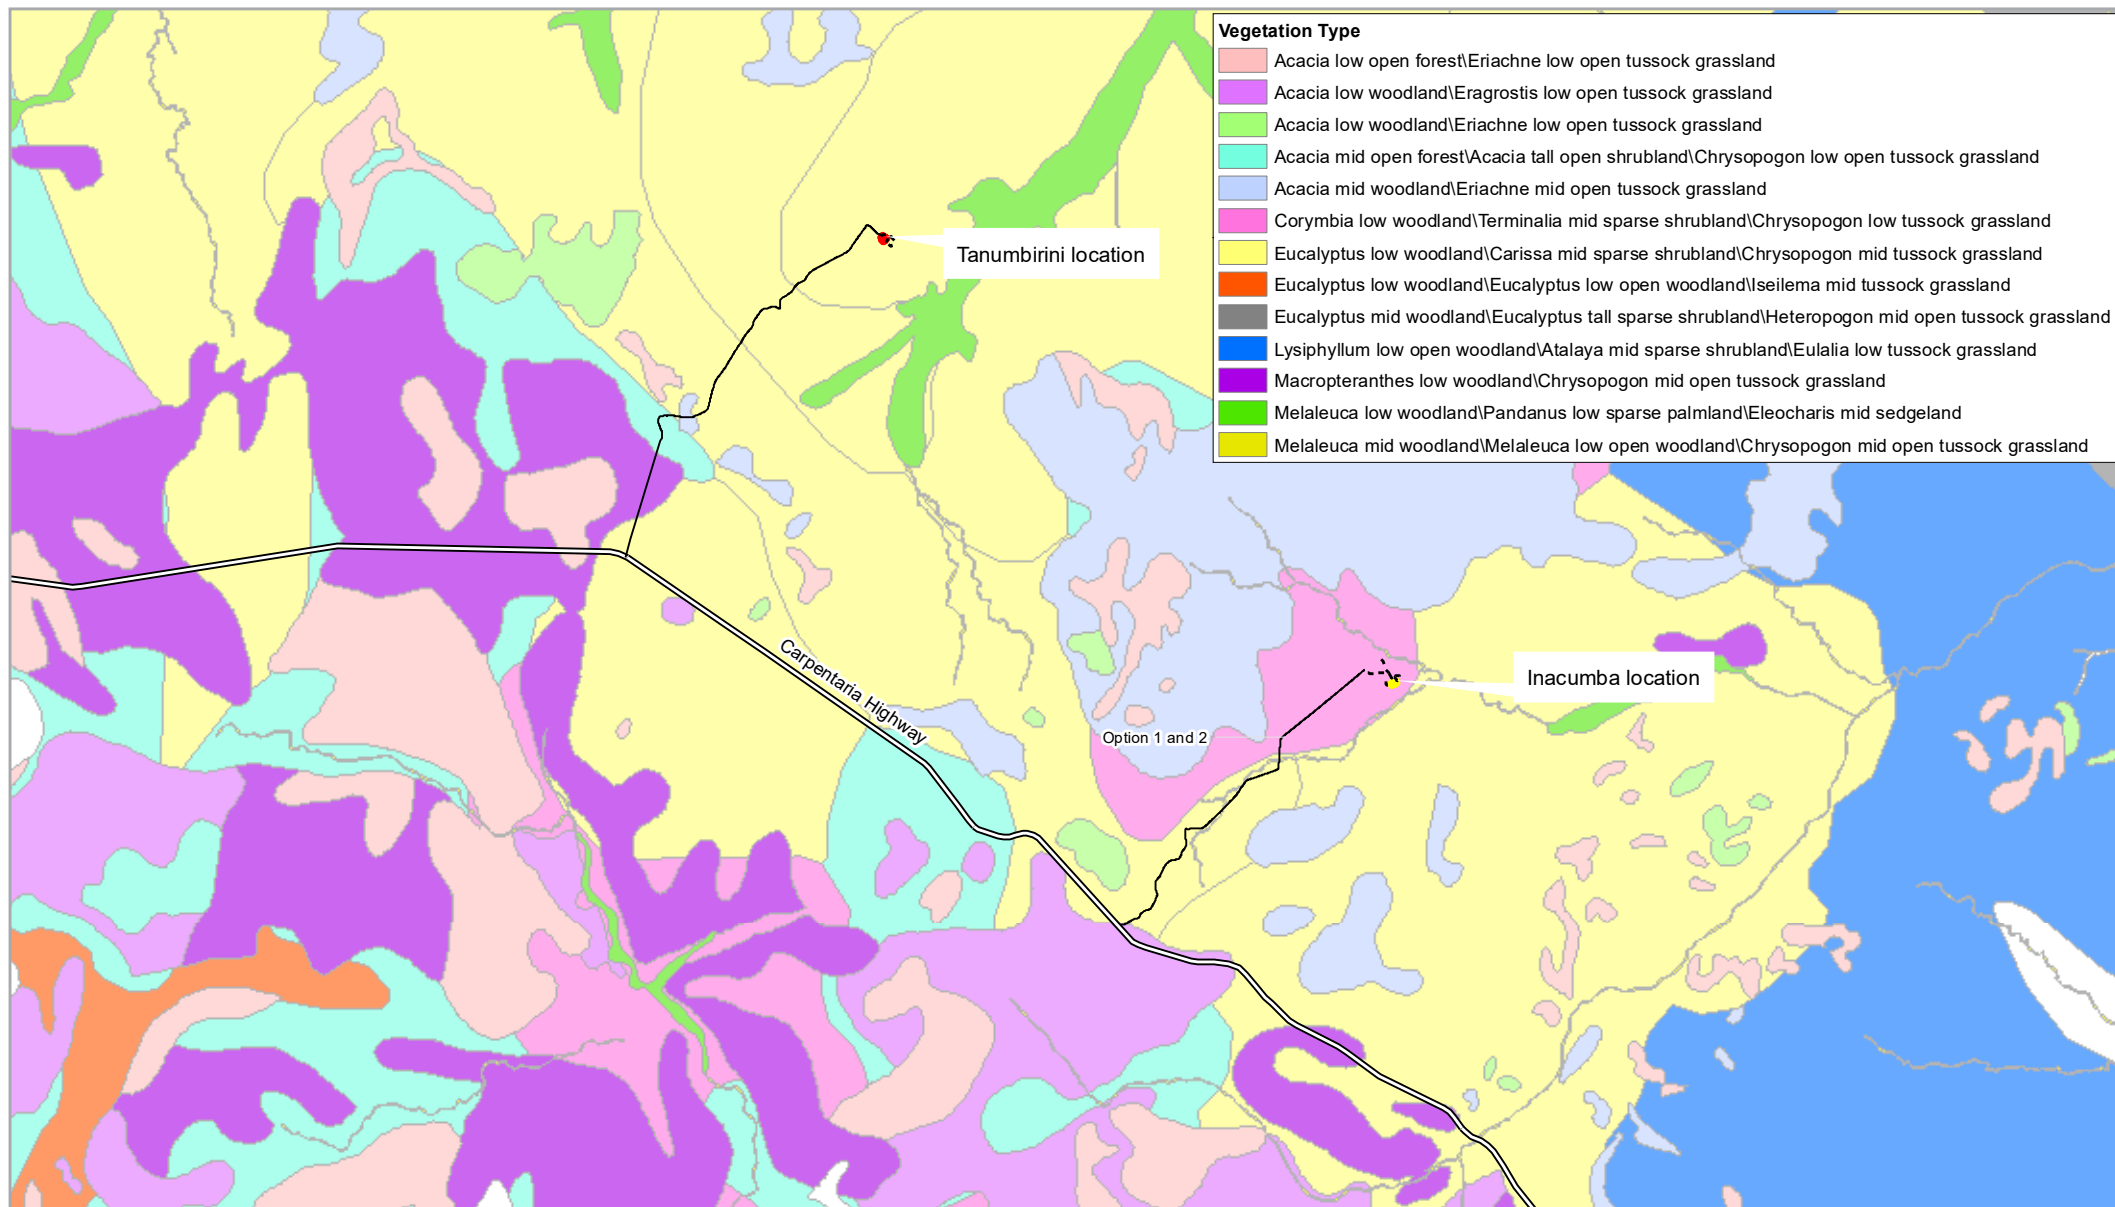 Vegetation Type
Acacia low open forest\Eriachne low open tussock grassland
Acacia low woodland\Eragrostis low open tussock grassland
Acacia low woodland\Eriachne low open tussock grassland
Acacia mid open forest\Acacia tall open shrubland\Chrysopogon low open tussock grassland
Acacia mid woodland\Eriachne mid open tussock grassland
Corymbia low woodland\Terminalia mid sparse shrubland\Chrysopogon low tussock grassland
Eucalyptus low woodland\Carissa mid sparse shrubland\Chrysopogon mid tussock grassland
Eucalyptus low woodland\Eucalyptus low open woodland\Iseilema mid tussock grassland
Eucalyptus mid woodland\Eucalyptus tall sparse shrubland\Heteropogon mid open tussock grassland
Lysiphyllum low open woodland\Atalaya mid sparse shrubland\Eulalia low tussock grassland
Macropteranthes low woodland\Chrysopogon mid open tussock grassland
Melaleuca low woodland\Pandanus low sparse palmland\Eleocharis mid sedgeland
Melaleuca mid woodland\Melaleuca low open woodland\Chrysopogon mid open tussock grassland
Tanumbirini location
Carpentaria Highway
Inacumba location
Option 1 and 2